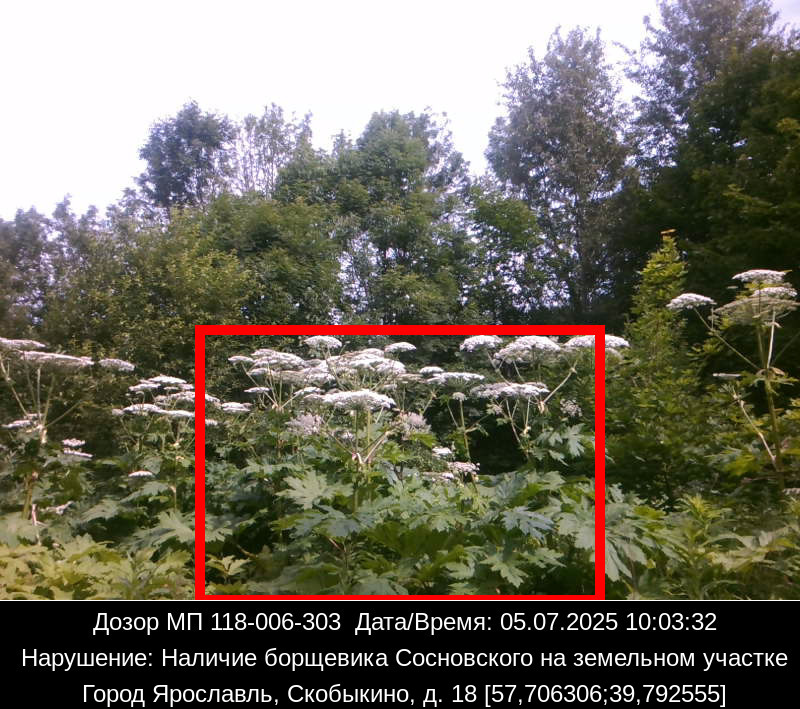 Дозор МП 118-006-303  Дата/Время: 05.07.2025 10:03:32
Нарушение: Наличие борщевика Сосновского на земельном участке
Город Ярославль, Скобыкино, д. 18 [57,706306;39,792555]